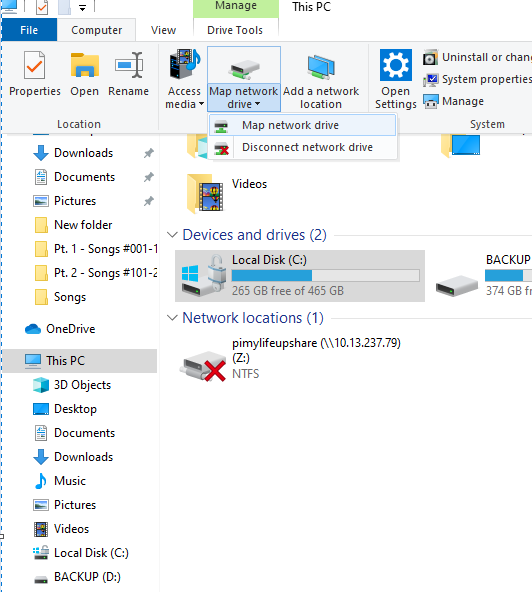 Manage
This PC
File
Computer
View
Drive Tools
Properties
Open
Rename
Access
media
Map network
drive
Add a network
location
Open
Settings
Uninstall or chang
System properties
Manage
Location
System
Map network drive
Disconnect network drive
Downloads
Documents
Pictures
New folder
Pt. 1 - Songs #001-1
Pt. 2 - Songs #101-2
Songs
OneDrive
This PC
3D Objects
Desktop
Documents
Downloads
Music
Pictures
Videos
Local Disk (C:)
BACKUP (D:)
Videos
Devices and drives (2)
Local Disk (C:)
265 GB free of 465 GB
BACKUP
374 GB fr
Network locations (1)
pimylifeupshare (\\10.13.237.79)
(Z:)
NTFS